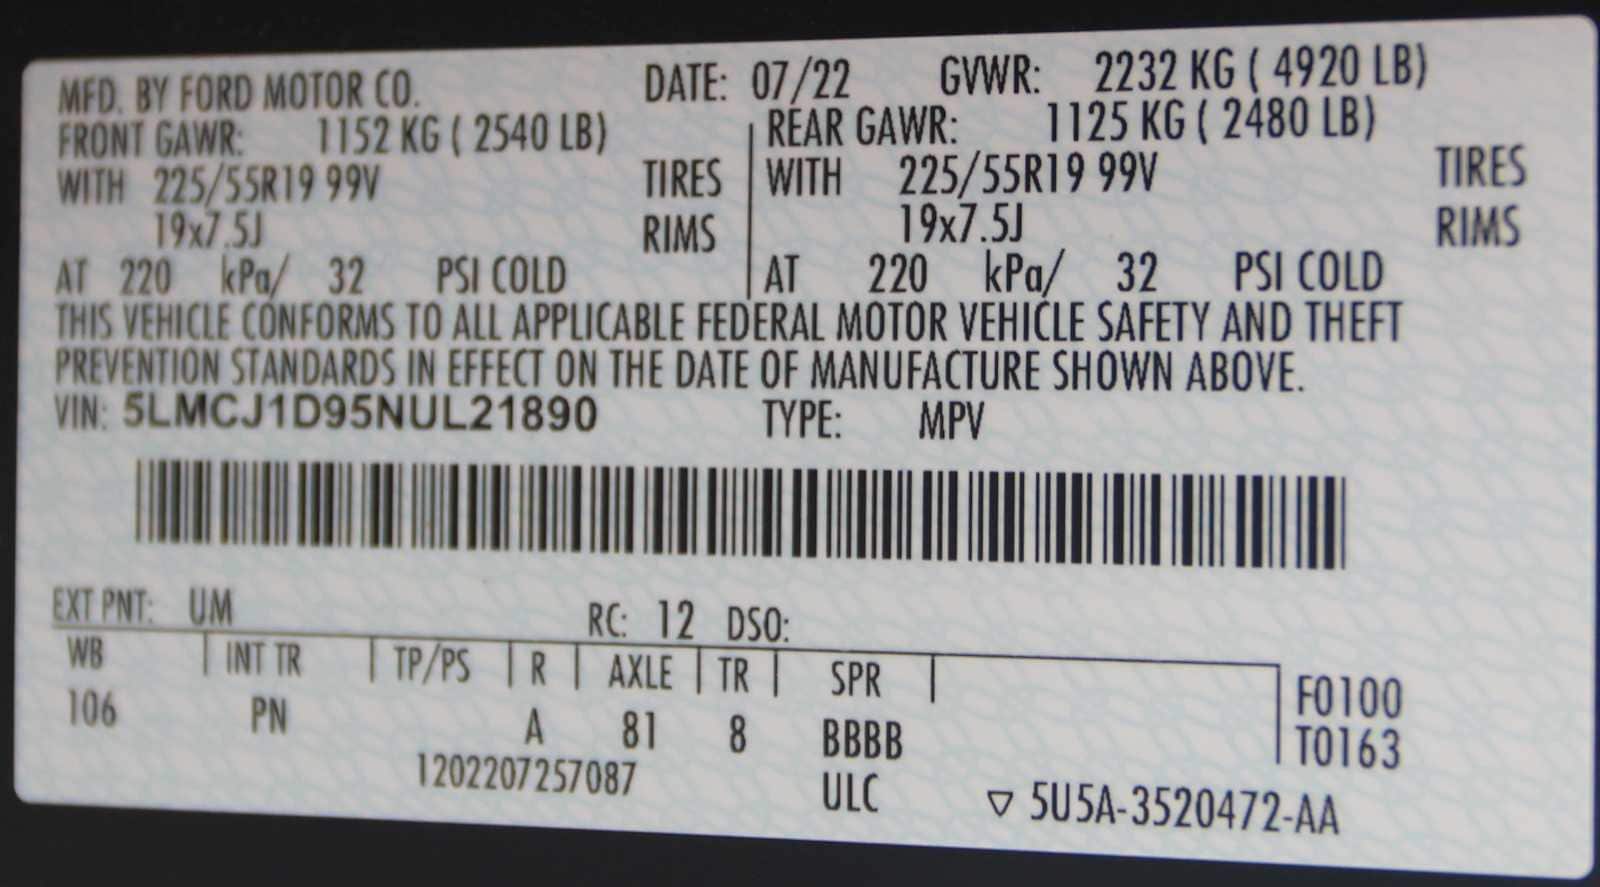 MFD. BY FORD MOTOR CO. DATE: 07/22 GVWR: 2232 KG ( 4920 LB)
FRONT GAWR: 1152 KG ( 2540 LB) REAR GAWR: 1125 KG ( 2480 LB)
WITH 225/55R19 99V TIRES WITH 225/55R19 99V TIRES
19x7.5J RIMS 19x7.5J RIMS
AT 220 kPa/ 32 PSI COLD AT 220 kPa/ 32 PSI COLD
THIS VEHICLE CONFORMS TO ALL APPLICABLE FEDERAL MOTOR VEHICLE SAFETY AND THEFT
PREVENTION STANDARDS IN EFFECT ON THE DATE OF MANUFACTURE SHOWN ABOVE.
VIN: 5LMCJ1D95NUL21890 TYPE: MPV
EXT PNT: UM RC: 12 DSO:
WB INT TR TP/PS R AXLE TR SPR F0100
106 PN A 81 8 BBBB T0163
1202207257087 ULC ▽ 5U5A-3520472-AA